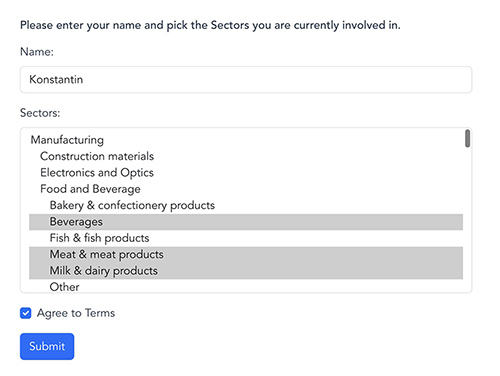 Please enter your name and pick the Sectors you are currently involved in.
Name:
Konstantin
Sectors:
Manufacturing
Construction materials
Electronics and Optics
Food and Beverage
Bakery & confectionery products
Beverages
Fish & fish products
Meat & meat products
Milk & dairy products
Other
Agree to Terms
Submit